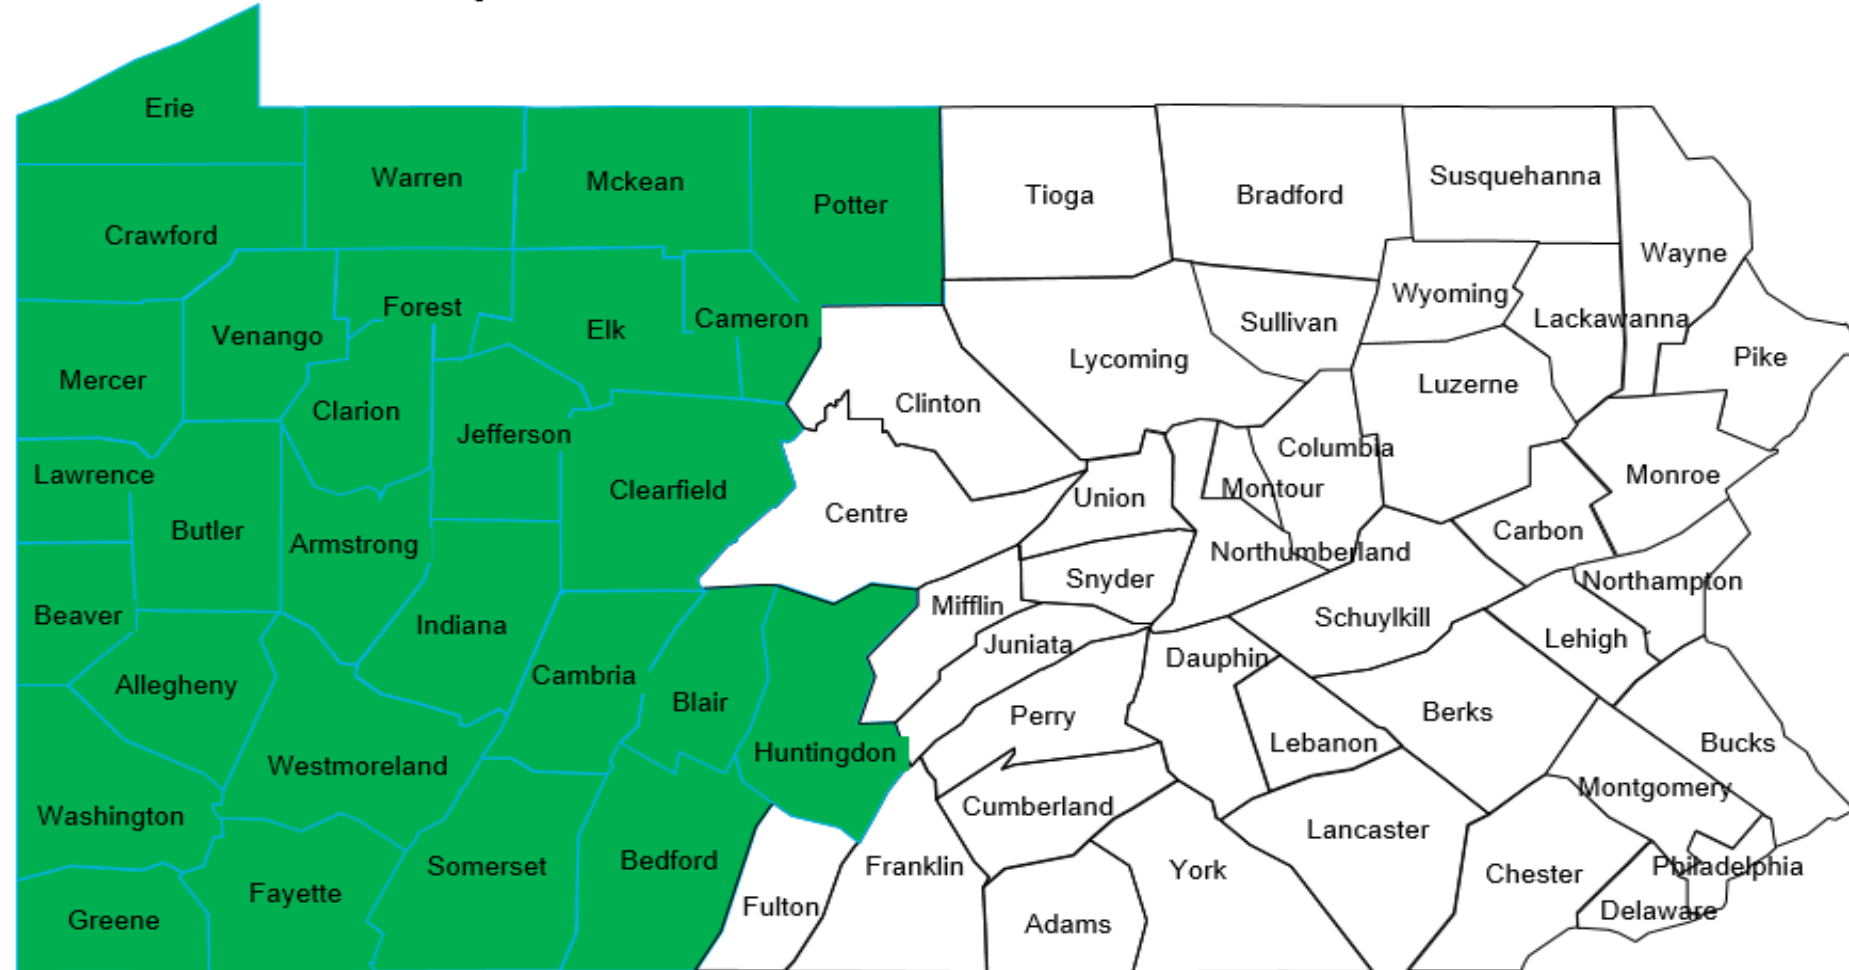 Erie
Warren
Mckean
Potter
Tioga
Bradford
Susquehanna
Wayne
Crawford
Forest
Venango
Elk
Cameron
Sullivan
Wyoming
Lackawanna
Pike
Mercer
Clarion
Jefferson
Clinton
Lycoming
Luzerne
Columbia
Monroe
Lawrence
Butler
Armstrong
Clearfield
Centre
Union
Montour
Northumberland
Carbon
Northampton
Beaver
Indiana
Mifflin
Snyder
Juniata
Schuylkill
Lehigh
Allegheny
Cambria
Blair
Dauphin
Perry
Berks
Bucks
Westmoreland
Huntingdon
Lebanon
Montgomery
Washington
Cumberland
Lancaster
Philadelphia
Greene
Fayette
Somerset
Bedford
Fulton
Franklin
Adams
York
Chester
Delaware